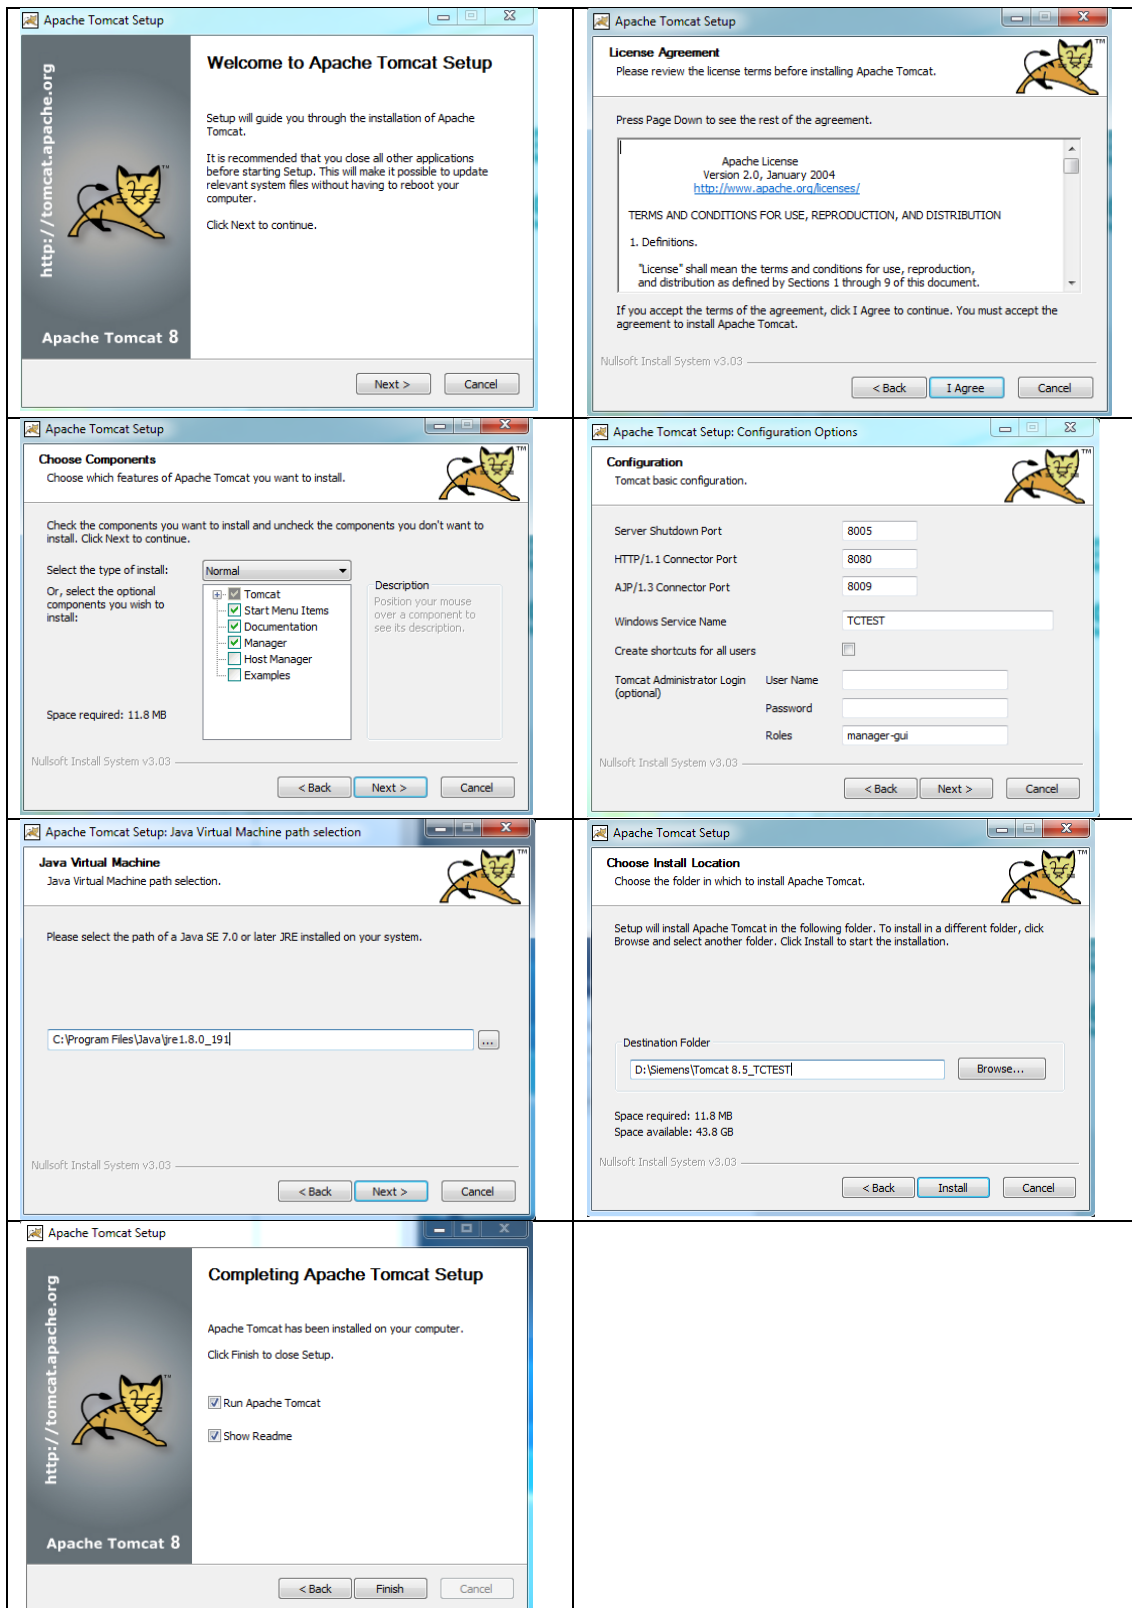 Apache Tomcat Setup
http://tomcat.apache.org
Apache Tomcat 8
Welcome to Apache Tomcat Setup
Setup will guide you through the installation of Apache
Tomcat.
It is recommended that you close all other applications
before starting Setup. This will make it possible to update
relevant system files without having to reboot your
computer.
Click Next to continue.
TM
Next >
Cancel
Apache Tomcat Setup
License Agreement
Please review the license terms before installing Apache Tomcat.
TM
Press Page Down to see the rest of the agreement.
Apache License
Version 2.0, January 2004
http://www.apache.org/licenses/
TERMS AND CONDITIONS FOR USE, REPRODUCTION, AND DISTRIBUTION
1. Definitions.
"License" shall mean the terms and conditions for use, reproduction,
and distribution as defined by Sections 1 through 9 of this document.
If you accept the terms of the agreement, click I Agree to continue. You must accept the
agreement to install Apache Tomcat.
Nullsoft Install System v3.03
< Back
I Agree
Cancel
Apache Tomcat Setup
Choose Components
Choose which features of Apache Tomcat you want to install.
TM
Check the components you want to install and uncheck the components you don't want to
install. Click Next to continue.
Select the type of install:
Normal
Or, select the optional
components you wish to
install:
Tomcat
Start Menu Items
Documentation
Manager
Host Manager
Examples
Description
Position your mouse
over a component to
see its description.
Space required: 11.8 MB
Nullsoft Install System v3.03
< Back
Next >
Cancel
Apache Tomcat Setup: Configuration Options
Configuration
Tomcat basic configuration.
TM
Server Shutdown Port 8005
HTTP/1.1 Connector Port 8080
AJP/1.3 Connector Port 8009
Windows Service Name TCTEST
Create shortcuts for all users
Tomcat Administrator Login
(optional)
User Name
Password
Roles manager-gui
Nullsoft Install System v3.03
< Back
Next >
Cancel
Apache Tomcat Setup: Java Virtual Machine path selection
Java Virtual Machine
Java Virtual Machine path selection.
TM
Please select the path of a Java SE 7.0 or later JRE installed on your system.
C:\Program Files\Java\jre1.8.0_191
...
Nullsoft Install System v3.03
< Back
Next >
Cancel
Apache Tomcat Setup
Choose Install Location
Choose the folder in which to install Apache Tomcat.
TM
Setup will install Apache Tomcat in the following folder. To install in a different folder, click
Browse and select another folder. Click Install to start the installation.
Destination Folder
D:\Siemens\Tomcat 8.5_TCTEST
Browse...
Space required: 11.8 MB
Space available: 43.8 GB
Nullsoft Install System v3.03
< Back
Install
Cancel
Apache Tomcat Setup
http://tomcat.apache.org
Apache Tomcat 8
Completing Apache Tomcat Setup
Apache Tomcat has been installed on your computer.
Click Finish to close Setup.
TM
Run Apache Tomcat
Show Readme
< Back
Finish
Cancel